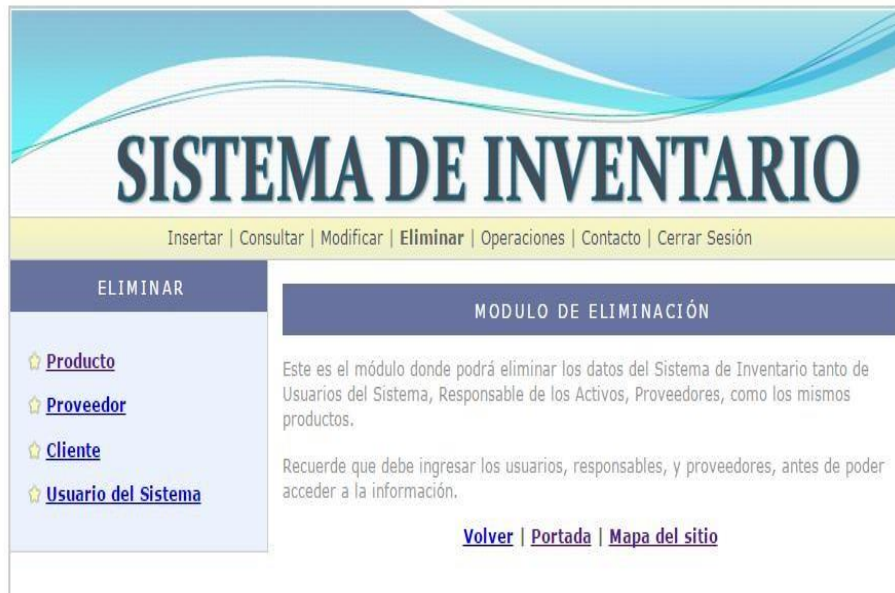 SISTEMA DE INVENTARIO
Insertar | Consultar | Modificar | Eliminar | Operaciones | Contacto | Cerrar Sesión
ELIMINAR
Producto
Proveedor
Cliente
Usuario del Sistema
MODULO DE ELIMINACIÓN
Este es el módulo donde podrá eliminar los datos del Sistema de Inventario tanto de
Usuarios del Sistema, Responsable de los Activos, Proveedores, como los mismos
productos.
Recuerde que debe ingresar los usuarios, responsables, y proveedores, antes de poder
acceder a la información.
Volver | Portada | Mapa del sitio